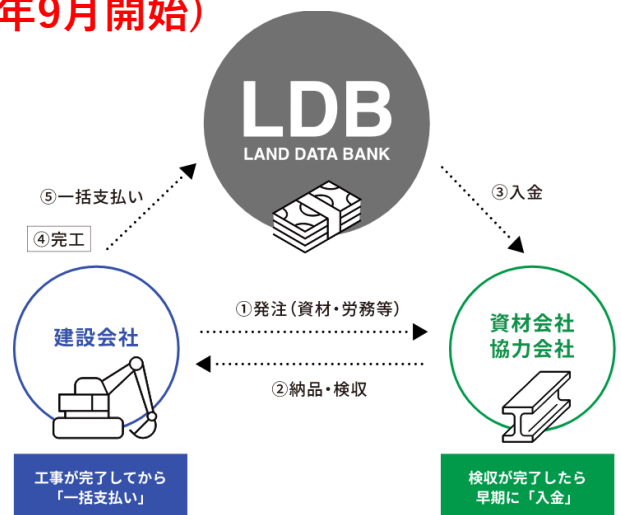 年9月開始)
LDB
LAND DATA BANK
⑤一括支払い
③入金
④完工
①発注(資材・労務等)
建設会社
資材会社
協力会社
②納品・検収
工事が完了してから
「一括支払い」
検収が完了したら
早期に「入金」